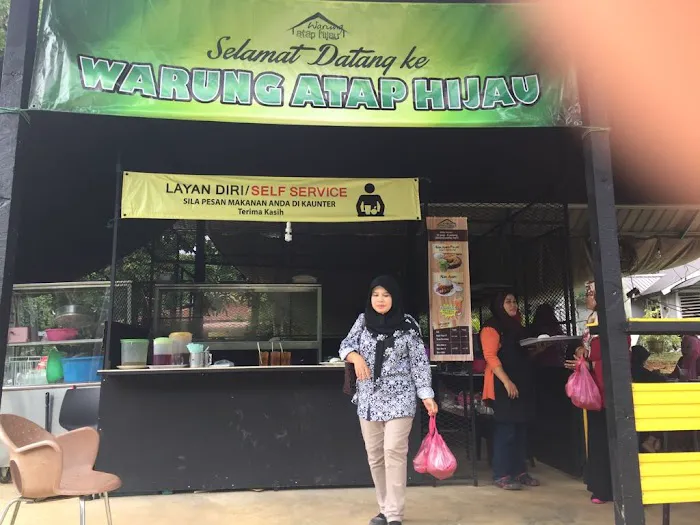 Warung
atap hijau
Selamat Datang ke
WARUNG ATAP HIJAU
LAYAN DIRI/SELF SERVICE
SILA PESAN MAKANAN ANDA DI KAUNTER
Terima Kasih